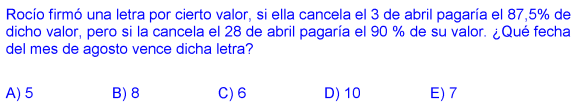 Rocío firmó una letra por cierto valor, si ella cancela el 3 de abril pagaría el 87,5% de
dicho valor, pero si la cancela el 28 de abril pagaría el 90 % de su valor. ¿Qué fecha
del mes de agosto vence dicha letra?
A) 5 B) 8 C) 6 D) 10 E) 7